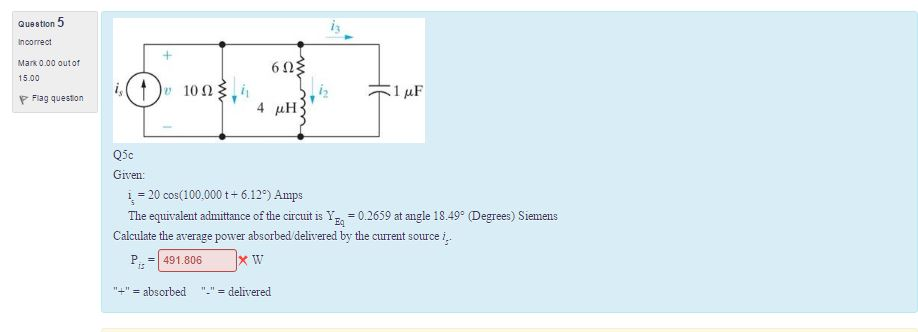 Question 5
Incorrect
Mark 0.00 out of
15.00
Flag question
i3
+
6 Ω
is
v
10 Ω
i1
i2
1 μF
4 μH
–
Q5c
Given:
is = 20 cos(100,000 t + 6.12°) Amps
The equivalent admittance of the circuit is YEq = 0.2659 at angle 18.49° (Degrees) Siemens
Calculate the average power absorbed/delivered by the current source is.
Pis = 491.806 W
"+" = absorbed "-" = delivered